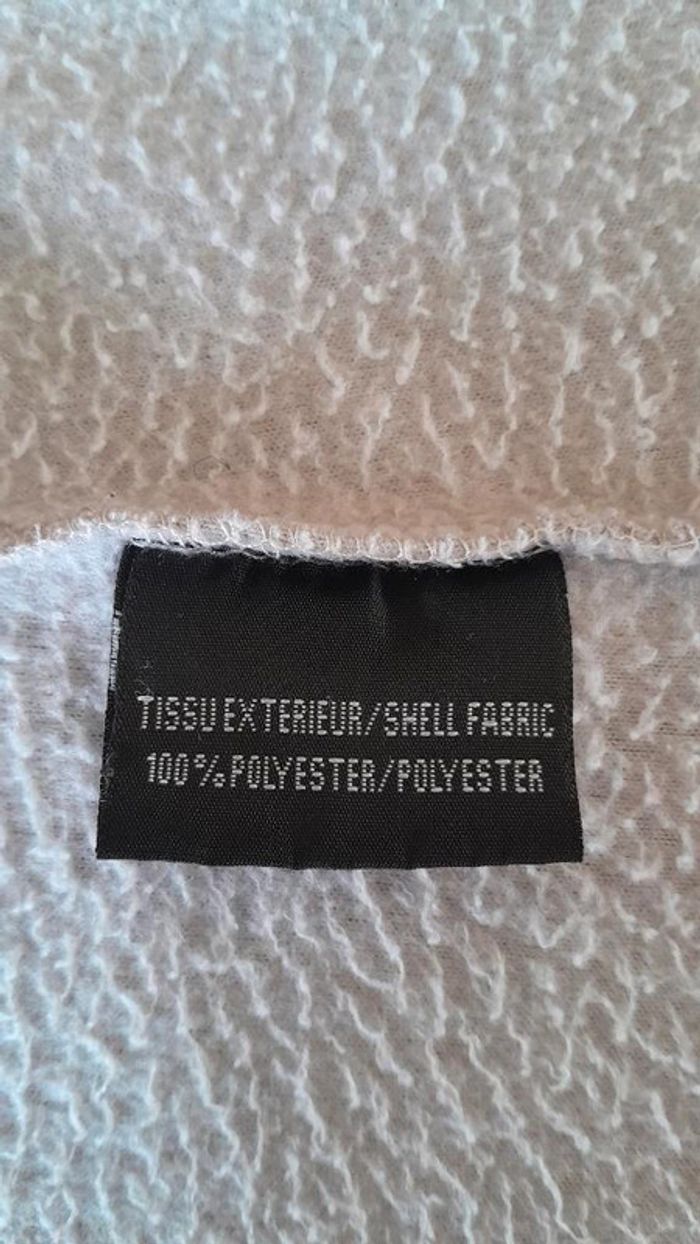 TISSU EXTERIEUR/SHELL FABRIC
100% POLYESTER/POLYESTER